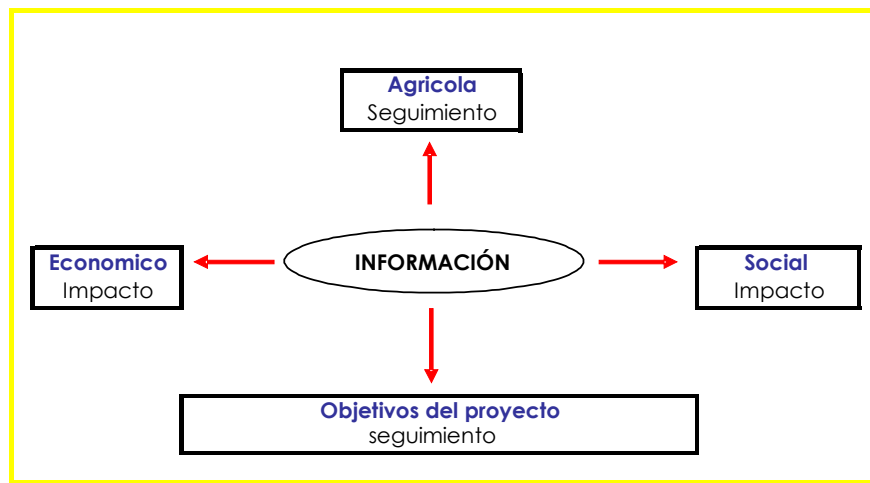 Agricola
Seguimiento
Economico
Impacto
INFORMACIÓN
Social
Impacto
Objetivos del proyecto
seguimiento